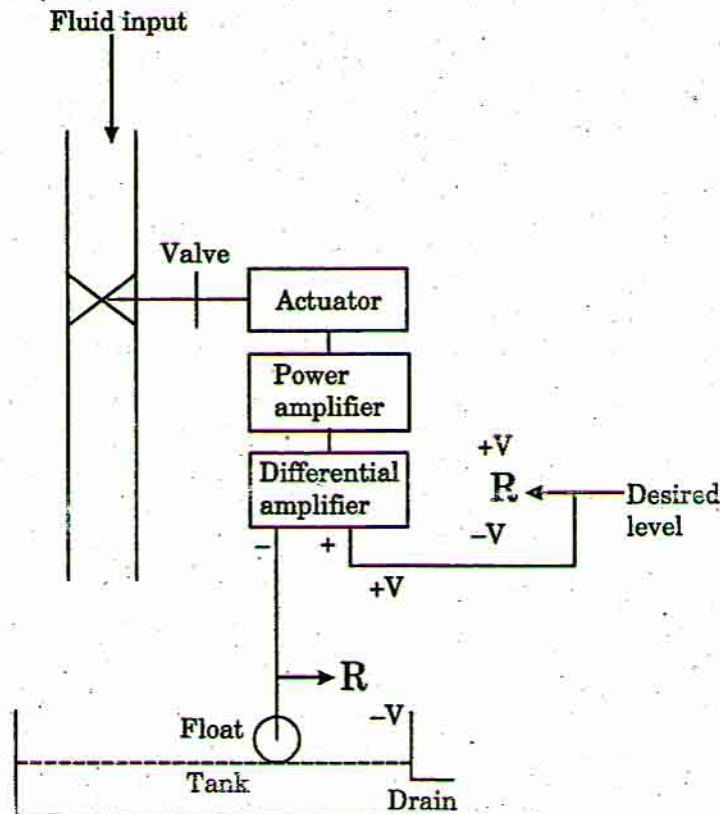 Fluid input
Valve
Actuator
Power
amplifier
Differential
amplifier
+V
R
Desired
level
–V
–
+
+V
R
Float
–V
Tank
Drain